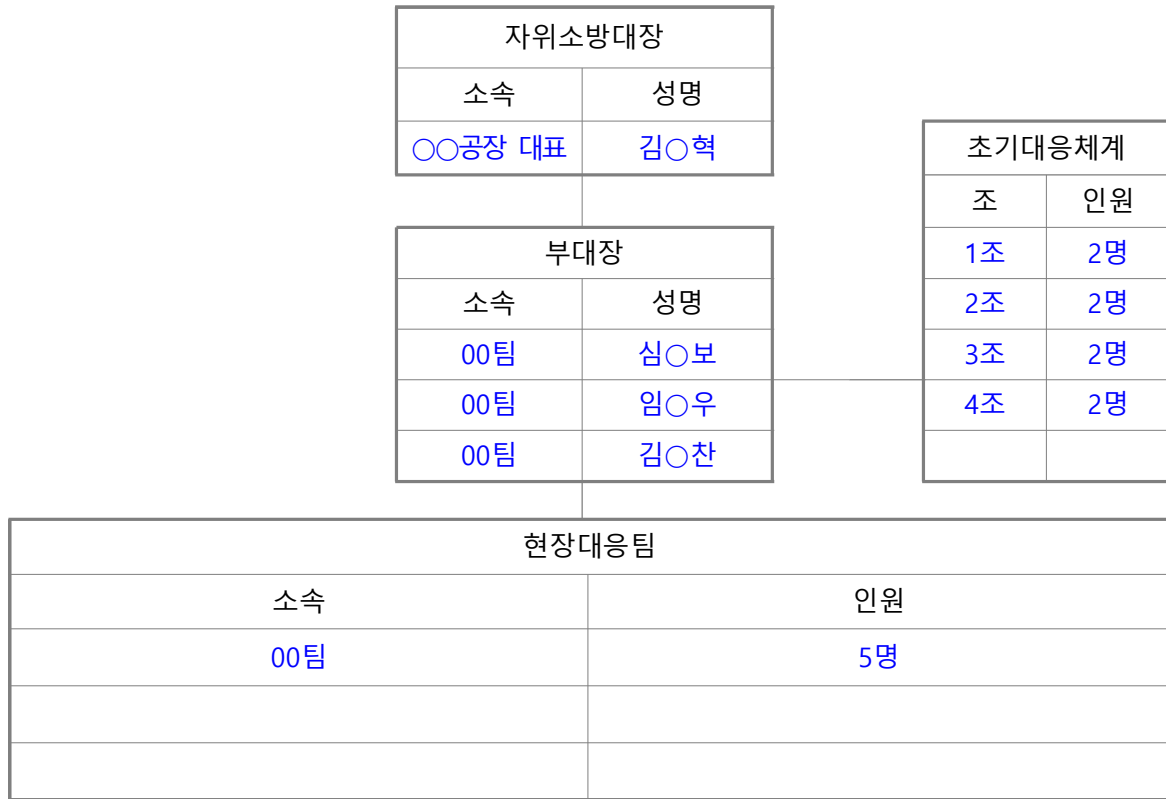 자위소방대장
소속 성명
○○공장 대표 김○혁
초기대응체계
조 인원
1조 2명
2조 2명
3조 2명
4조 2명
부대장
소속 성명
00팀 심○보
00팀 임○우
00팀 김○찬
현장대응팀
소속 인원
00팀 5명